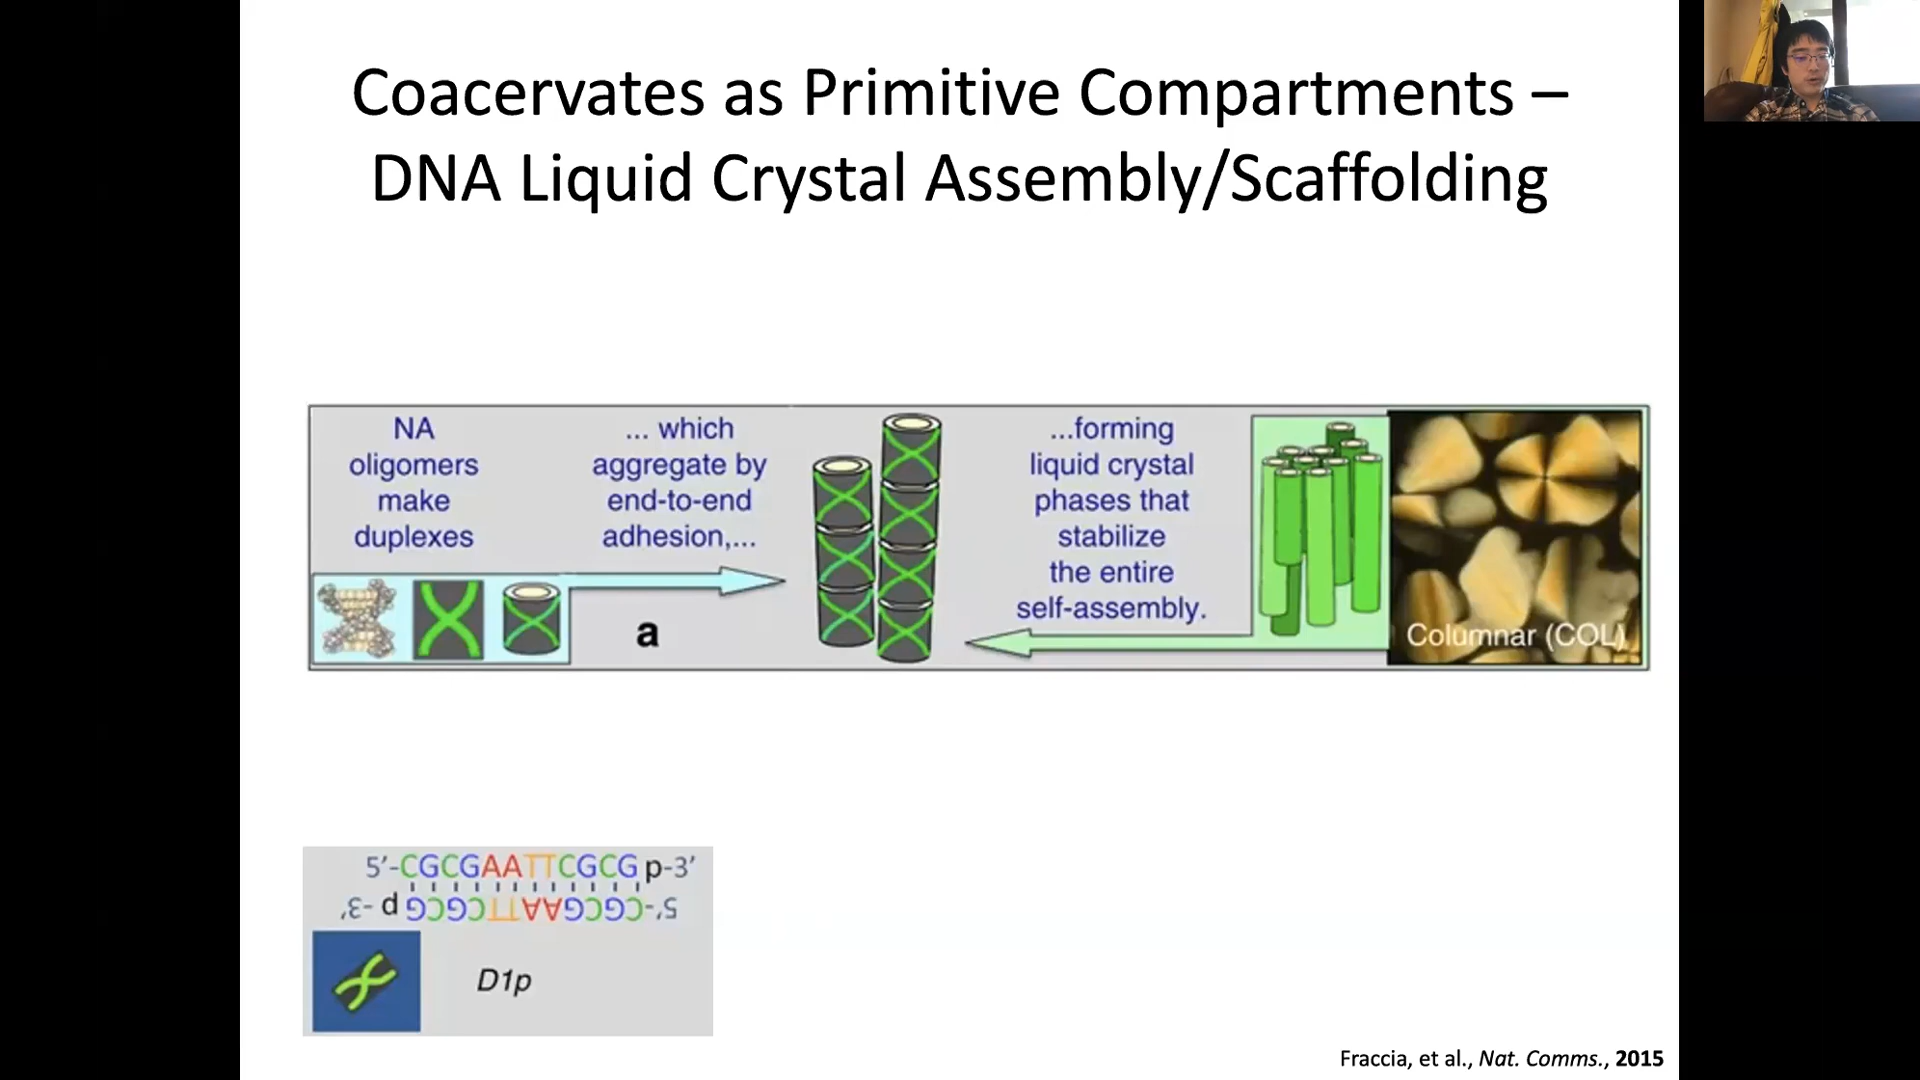 Coacervates as Primitive Compartments –
DNA Liquid Crystal Assembly/Scaffolding
NA
oligomers
make
duplexes
... which
aggregate by
end-to-end
adhesion,...
a
...forming
liquid crystal
phases that
stabilize
the entire
self-assembly.
Columnar (COL)
5’-CGCGAATTCGCG p-3’
5’-CGCGAATTCGCG p-3’
D1p
Fraccia, et al., Nat. Comms., 2015